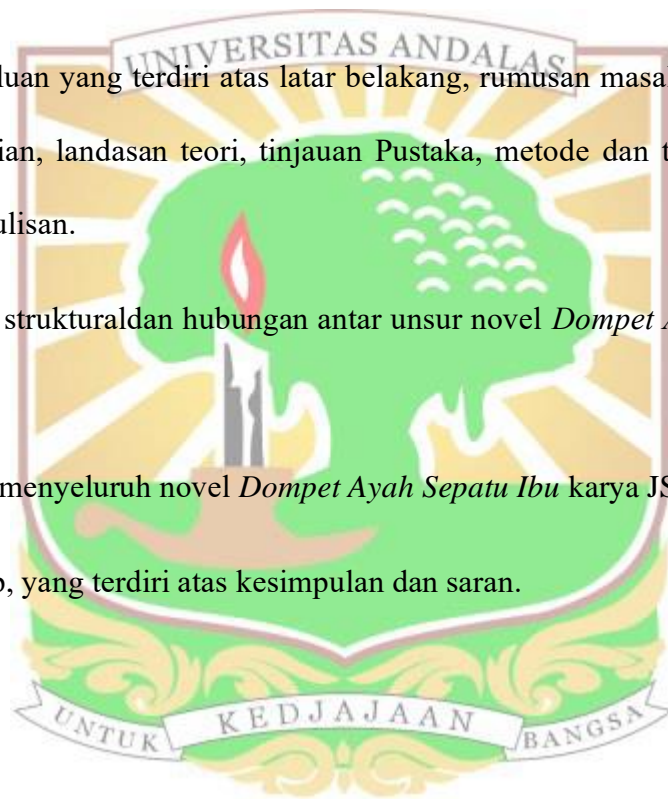 UNIVERSITAS ANDALAS
luan yang terdiri atas latar belakang, rumusan masal
ian, landasan teori, tinjauan Pustaka, metode dan t
ulisan.
strukturaldan hubungan antar unsur novel Dompet A
menyeluruh novel Dompet Ayah Sepatu Ibu karya JS
, yang terdiri atas kesimpulan dan saran.
UNTUK KEDJAJAAN BANGSA